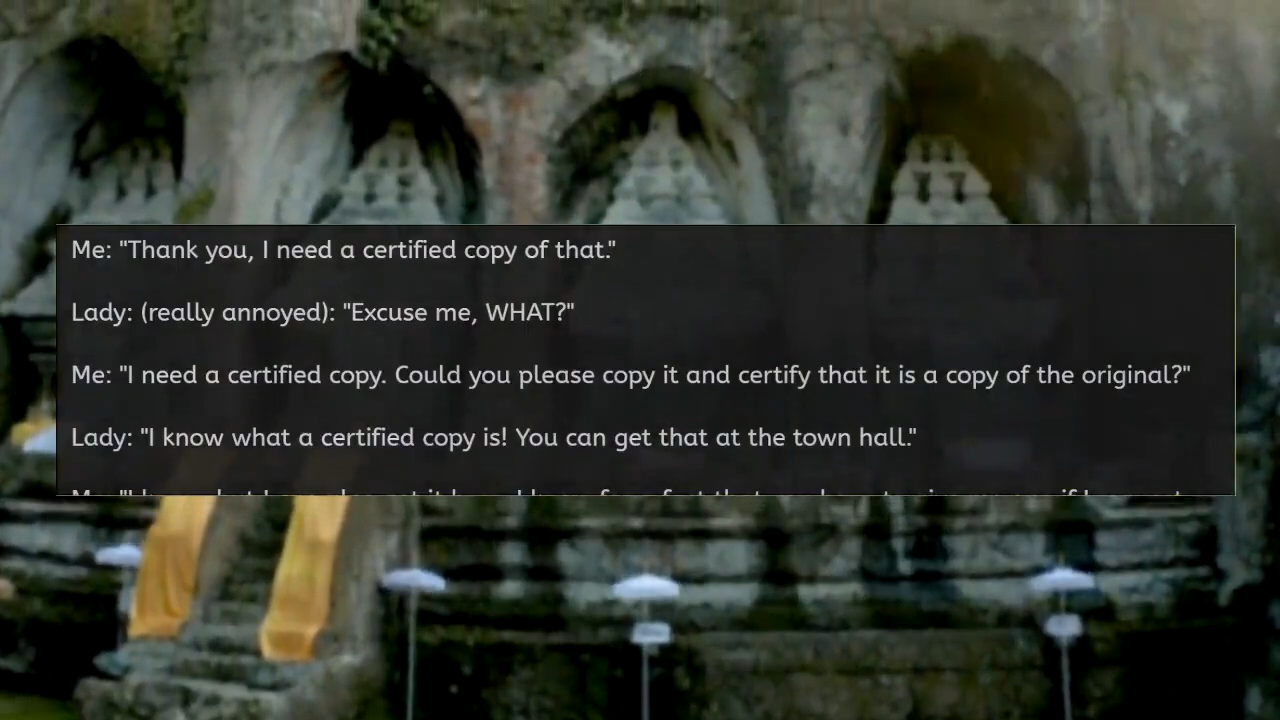 Me: "Thank you, I need a certified copy of that."
Lady: (really annoyed): "Excuse me, WHAT?"
Me: "I need a certified copy. Could you please copy it and certify that it is a copy of the original?"
Lady: "I know what a certified copy is! You can get that at the town hall."